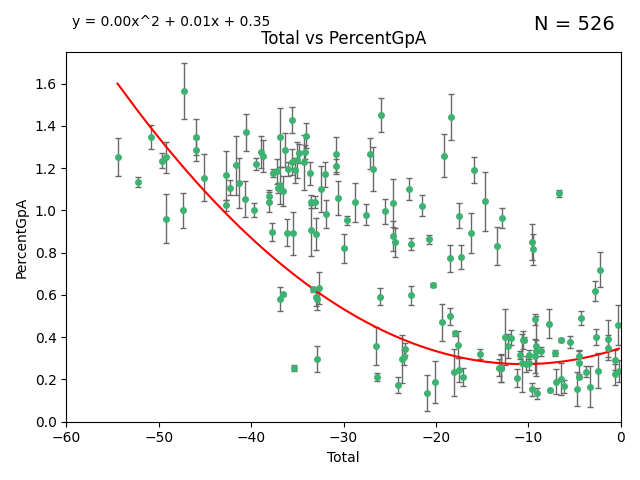 y = 0.00x^2 + 0.01x + 0.35
N = 526
Total vs PercentGpA
PercentGpA
1.6
1.4
1.2
1.0
0.8
0.6
0.4
0.2
0.0
−60 −50 −40 −30 −20 −10 0
Total